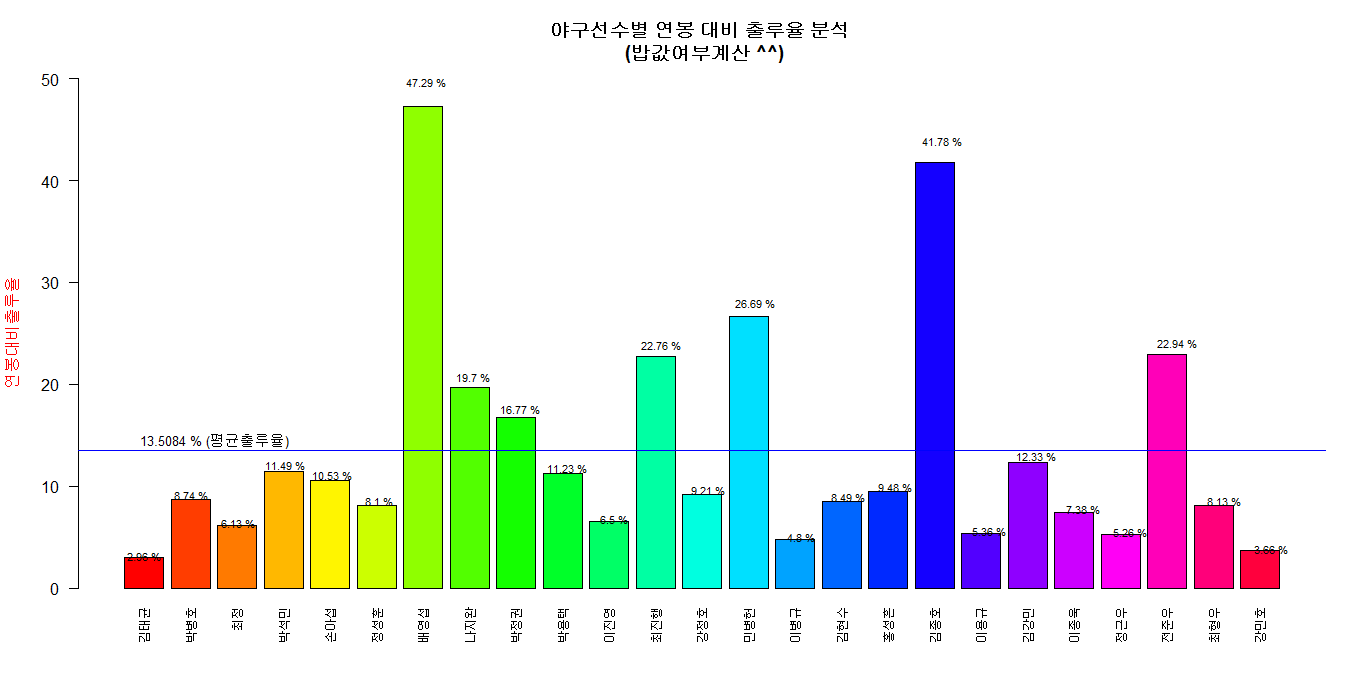 야구선수별 연봉 대비 출루율 분석
(밥값여부계산 ^^)
연봉대비출루율
50
40
30
20
10
0
13.5084 % (평균출루율)
2.96 %
8.74 %
6.13 %
11.49 %
10.53 %
8.1 %
47.29 %
19.7 %
16.77 %
11.23 %
6.5 %
22.76 %
9.21 %
26.69 %
4.8 %
8.49 %
9.48 %
41.78 %
5.36 %
12.33 %
7.38 %
5.26 %
22.94 %
8.13 %
3.66 %
김태균
박병호
최정
박석민
손아섭
정성훈
배영섭
나지완
박정권
박용택
이진영
최진행
강정호
민병헌
이병규
김현수
홍성흔
김종호
이용규
김강민
이종욱
정근우
전준우
최형우
강민호